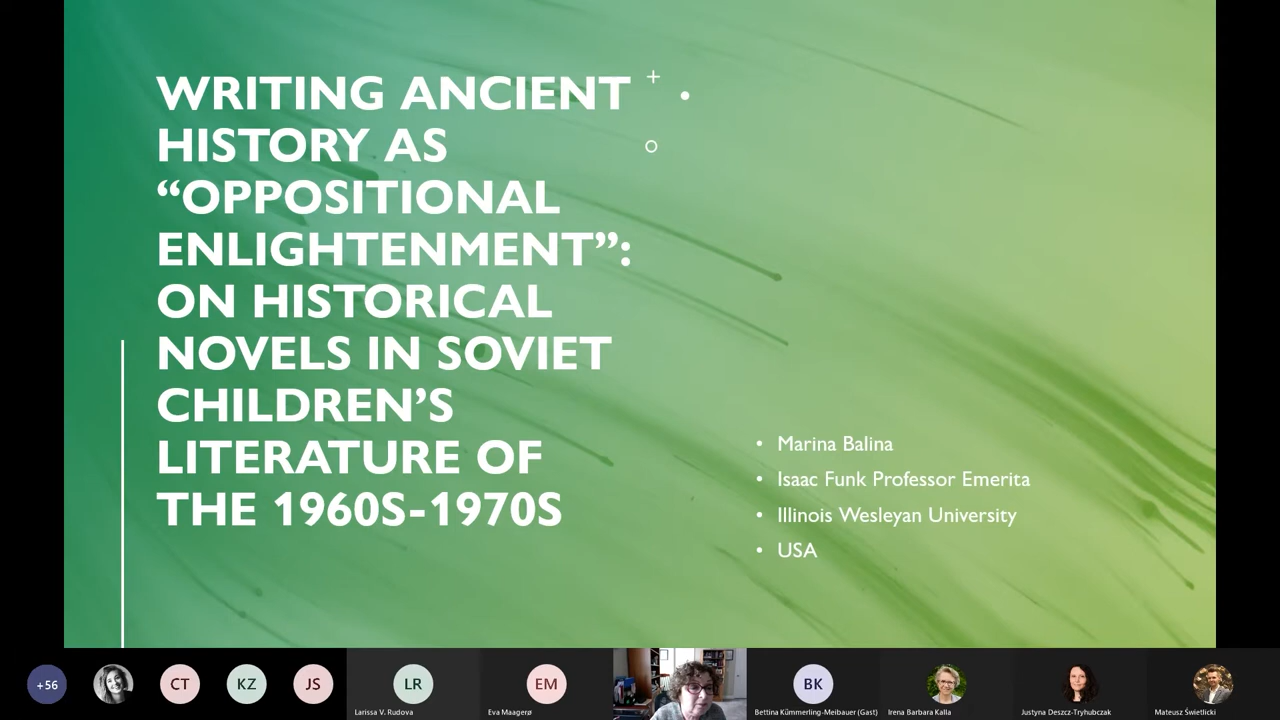 WRITING ANCIENT
HISTORY AS
“OPPOSITIONAL
ENLIGHTENMENT”:
ON HISTORICAL
NOVELS IN SOVIET
CHILDREN’S
LITERATURE OF
THE 1960S-1970S
• Marina Balina
• Isaac Funk Professor Emerita
• Illinois Wesleyan University
• USA
+56
CT
KZ
JS
LR
EM
BK
Larissa V. Rudova
Eva Maagerø
Bettina Kümmerling-Meibauer (Gast)
Irena Barbara Kalla
Justyna Deszcz-Tryhubczak
Mateusz Świetlicki